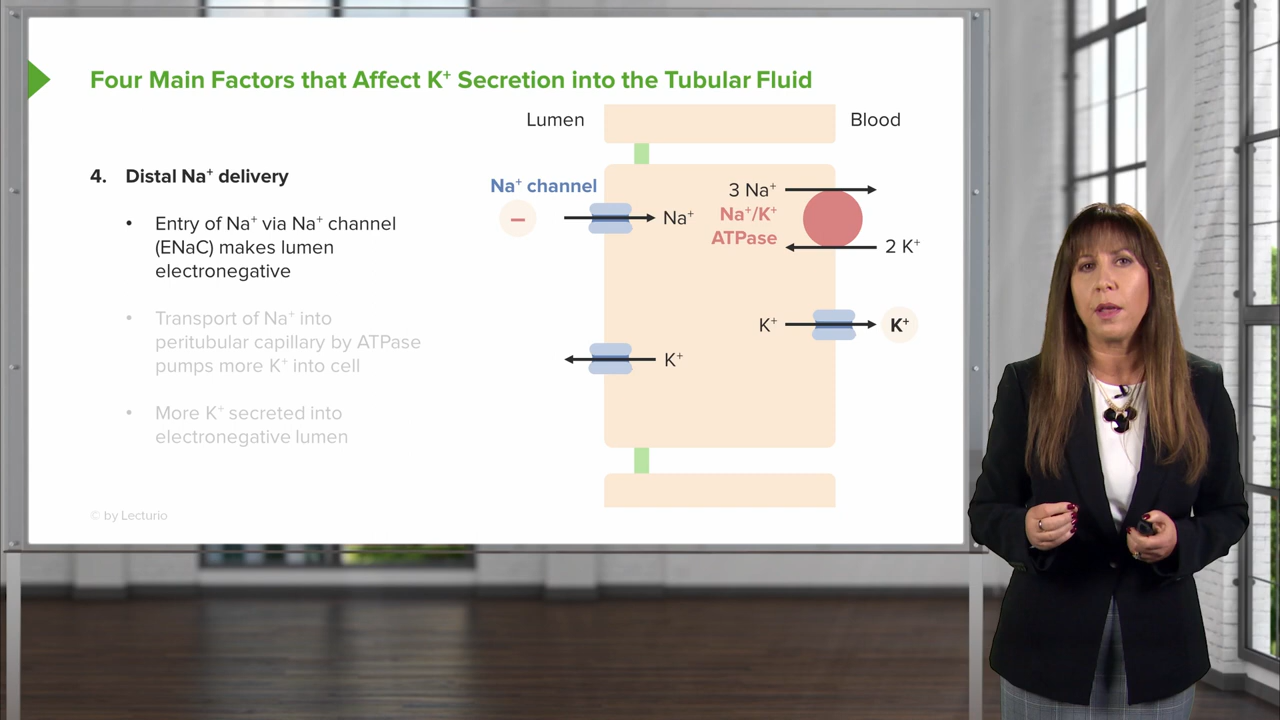 Four Main Factors that Affect K⁺ Secretion into the Tubular Fluid
Lumen
Blood
4. Distal Na⁺ delivery
• Entry of Na⁺ via Na⁺ channel
(ENaC) makes lumen
electronegative
• Transport of Na⁺ into
peritubular capillary by ATPase
pumps more K⁺ into cell
• More K⁺ secreted into
electronegative lumen
Na⁺ channel
−
Na⁺
3 Na⁺
Na⁺/K⁺
ATPase
2 K⁺
K⁺
K⁺
K⁺
© by Lecturio